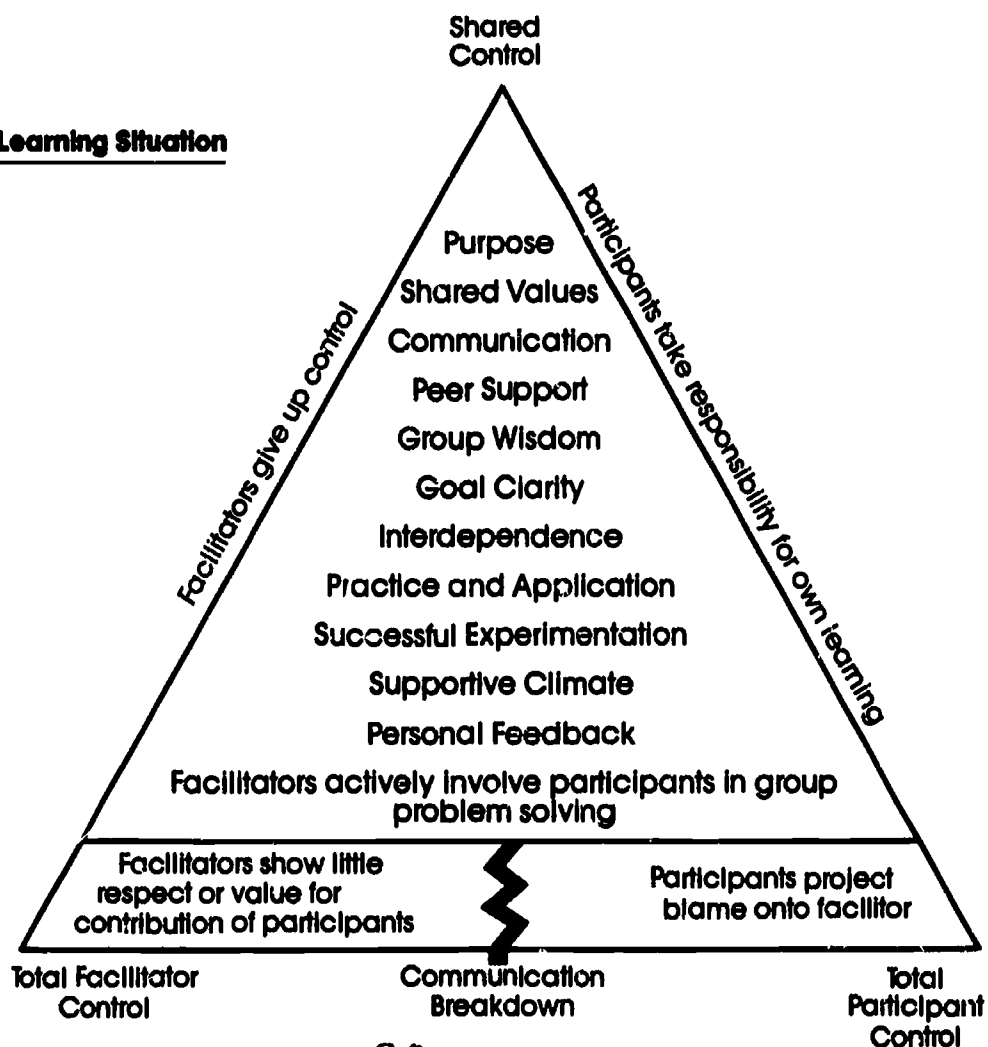 Shared
Control
Learning Situation
Facilitators give up control
Participants take responsibility for own learning
Purpose
Shared Values
Communication
Peer Support
Group Wisdom
Goal Clarity
Interdependence
Practice and Application
Successful Experimentation
Supportive Climate
Personal Feedback
Facilitators actively involve participants in group
problem solving
Facilitators show little
respect or value for
contribution of participants
Participants project
blame onto facilitor
Total Facilitator
Control
Communication
Breakdown
Total
Participant
Control